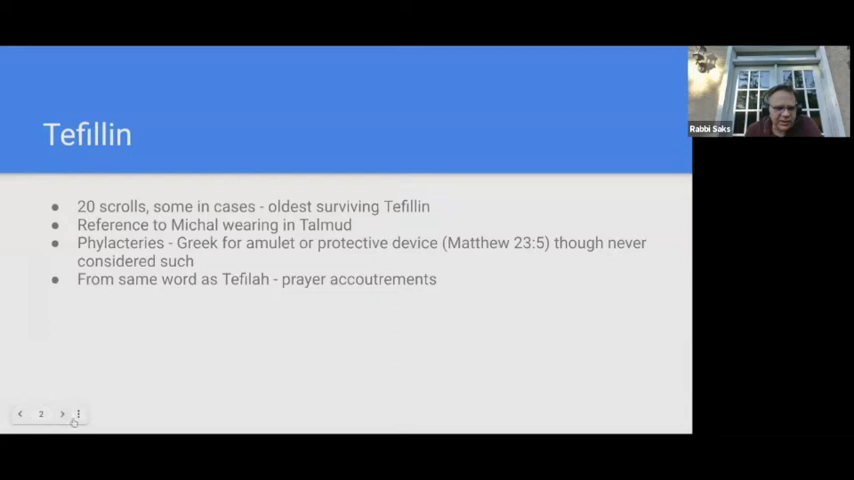 Tefillin
Rabbi Saks
● 20 scrolls, some in cases - oldest surviving Tefillin
● Reference to Michal wearing in Talmud
● Phylacteries - Greek for amulet or protective device (Matthew 23:5) though never
considered such
● From same word as Tefilah - prayer accoutrements
2